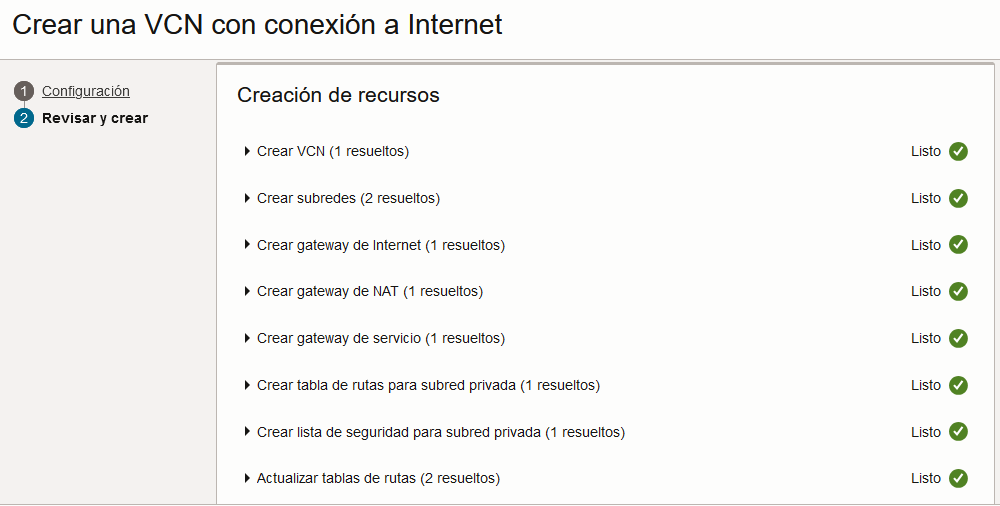 Crear una VCN con conexión a Internet
1 Configuración
2 Revisar y crear
Creación de recursos
Crear VCN (1 resueltos) Listo
Crear subredes (2 resueltos) Listo
Crear gateway de Internet (1 resueltos) Listo
Crear gateway de NAT (1 resueltos) Listo
Crear gateway de servicio (1 resueltos) Listo
Crear tabla de rutas para subred privada (1 resueltos) Listo
Crear lista de seguridad para subred privada (1 resueltos) Listo
Actualizar tablas de rutas (2 resueltos) Listo